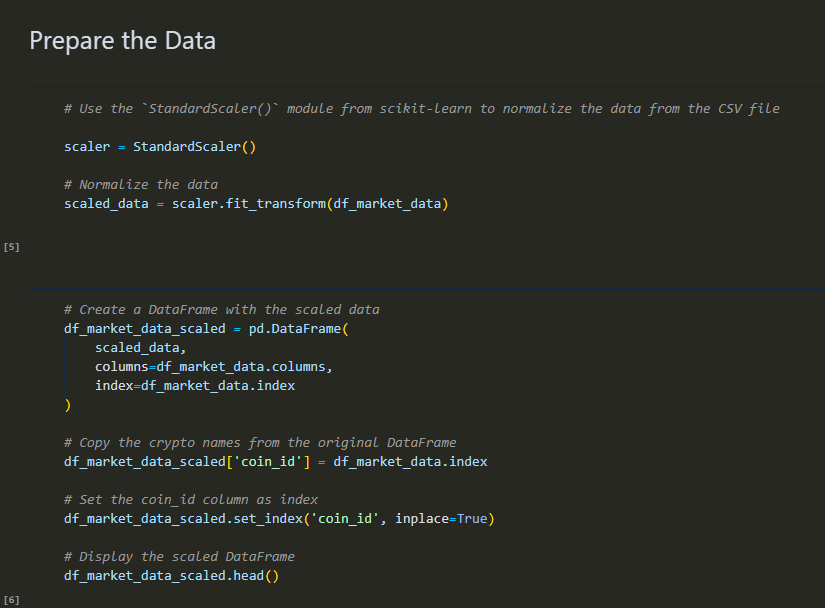 Prepare the Data
# Use the `StandardScaler()` module from scikit-learn to normalize the data from the CSV file
scaler = StandardScaler()
# Normalize the data
scaled_data = scaler.fit_transform(df_market_data)
[5]
# Create a DataFrame with the scaled data
df_market_data_scaled = pd.DataFrame(
    scaled_data,
    columns=df_market_data.columns,
    index=df_market_data.index
)
# Copy the crypto names from the original DataFrame
df_market_data_scaled['coin_id'] = df_market_data.index
# Set the coin_id column as index
df_market_data_scaled.set_index('coin_id', inplace=True)
# Display the scaled DataFrame
df_market_data_scaled.head()
[6]